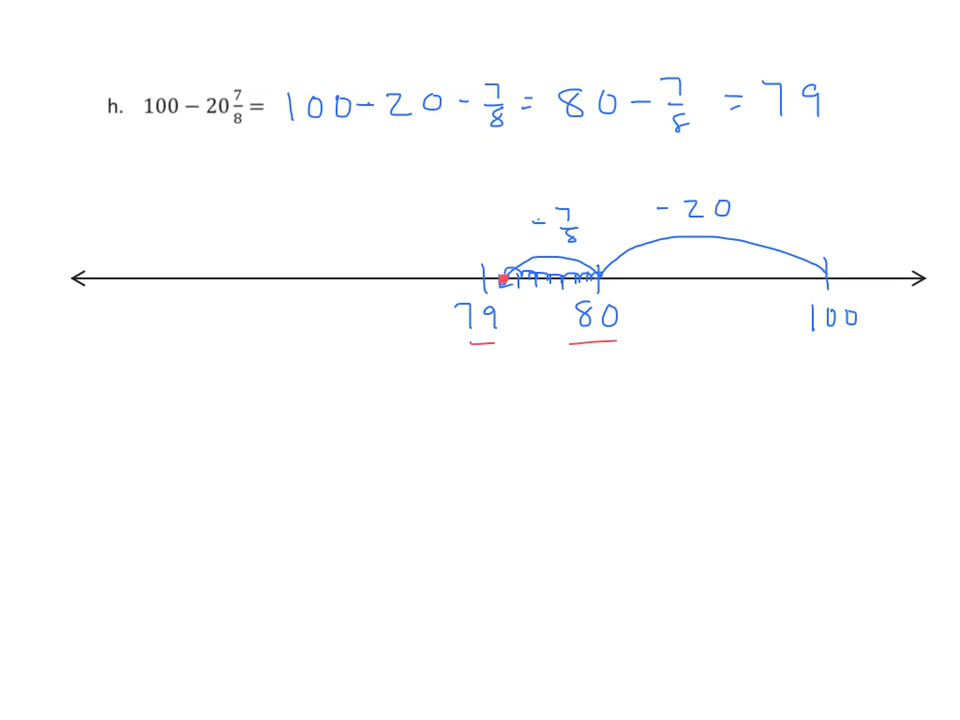 h. 100 − 20 7/8 = 100 - 20 - 7/8 = 80 - 7/8 = 79
- 7/8 - 20
79 80 100